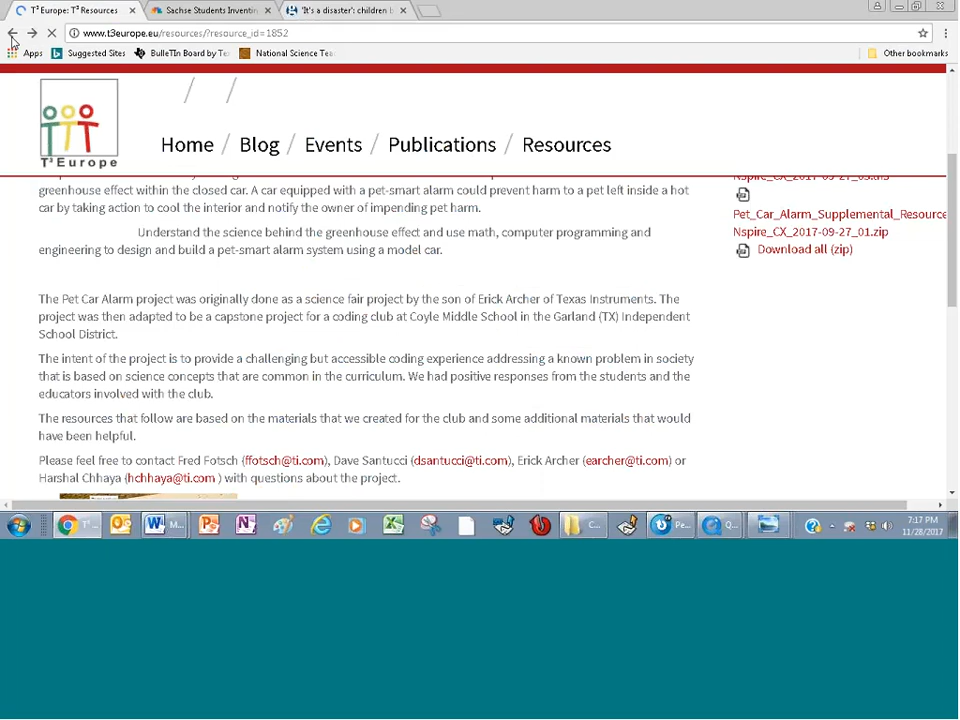 T³ Europe: T³ Resources
Sachse Students Inventin
'It's a disaster': children b
www.t3europe.eu/resources/?resource_id=1852
Apps
Suggested Sites
BulleTIn Board by Te
National Science Tea
Other bookmarks
T³Europe
Home / Blog / Events / Publications / Resources
greenhouse effect within the closed car. A car equipped with a pet-smart alarm could prevent harm to a pet left inside a hot
car by taking action to cool the interior and notify the owner of impending pet harm.
Understand the science behind the greenhouse effect and use math, computer programming and
engineering to design and build a pet-smart alarm system using a model car.
The Pet Car Alarm project was originally done as a science fair project by the son of Erick Archer of Texas Instruments. The
project was then adapted to be a capstone project for a coding club at Coyle Middle School in the Garland (TX) Independent
School District.
The intent of the project is to provide a challenging but accessible coding experience addressing a known problem in society
that is based on science concepts that are common in the curriculum. We had positive responses from the students and the
educators involved with the club.
The resources that follow are based on the materials that we created for the club and some additional materials that would
have been helpful.
Please feel free to contact Fred Fotsch (ffotsch@ti.com), Dave Santucci (dsantucci@ti.com), Erick Archer (earcher@ti.com) or
Harshal Chhaya (hchhaya@ti.com ) with questions about the project.
Pet_Car_Alarm_Supplemental_Resource
Nspire_CX_2017-09-27_01.zip
Download all (zip)
T³...
M...
C...
Pe...
Q...
7:17 PM
11/28/2017